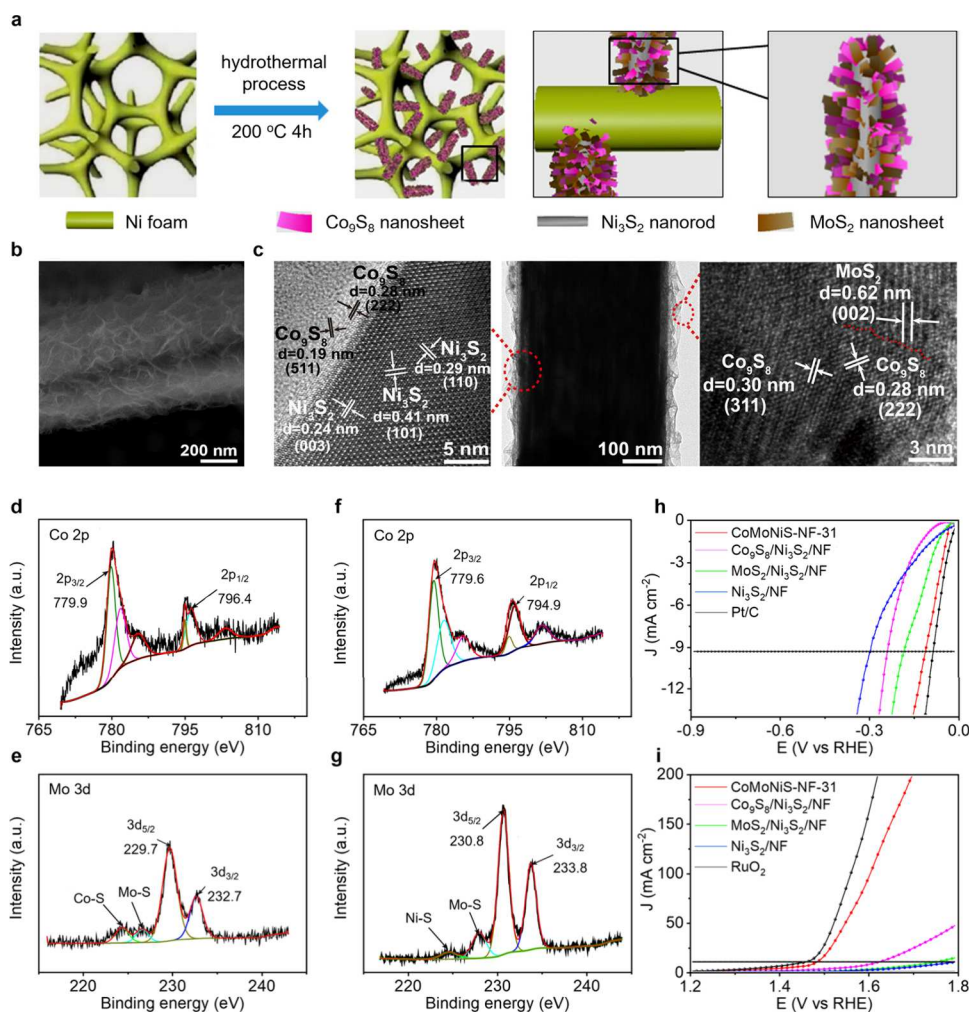 a
hydrothermal
process
200 °C 4h
Ni foam
Co₉S₈ nanosheet
Ni₃S₂ nanorod
MoS₂ nanosheet
b
200 nm
c
Co₉S₈
d=0.28 nm
(222)
Co₉S₈
d=0.19 nm
(511)
Ni₃S₂
d=0.29 nm
(110)
Ni₃S₂
d=0.24 nm
(003)
Ni₃S₂
d=0.41 nm
(101)
5 nm
100 nm
MoS₂
d=0.62 nm
(002)
Co₉S₈
d=0.30 nm
(311)
Co₉S₈
d=0.28 nm
(222)
3 nm
d
Co 2p
2p3/2
779.9
2p1/2
796.4
Intensity (a.u.)
765 780 795 810
Binding energy (eV)
f
Co 2p
2p3/2
779.6
2p1/2
794.9
Intensity (a.u.)
765 780 795 810
Binding energy (eV)
h
CoMoNiS-NF-31
Co₉S₈/Ni₃S₂/NF
MoS₂/Ni₃S₂/NF
Ni₃S₂/NF
Pt/C
J (mA cm⁻²)
0
-3
-6
-9
-12
-0.9 -0.6 -0.3 0.0
E (V vs RHE)
e
Mo 3d
3d5/2
229.7
3d3/2
232.7
Co-S
Mo-S
Intensity (a.u.)
220 230 240
Binding energy (eV)
g
Mo 3d
3d5/2
230.8
3d3/2
233.8
Ni-S
Mo-S
Intensity (a.u.)
220 230 240
Binding energy (eV)
i
CoMoNiS-NF-31
Co₉S₈/Ni₃S₂/NF
MoS₂/Ni₃S₂/NF
Ni₃S₂/NF
RuO₂
J (mA cm⁻²)
200
150
100
50
0
1.2 1.4 1.6 1.8
E (V vs RHE)